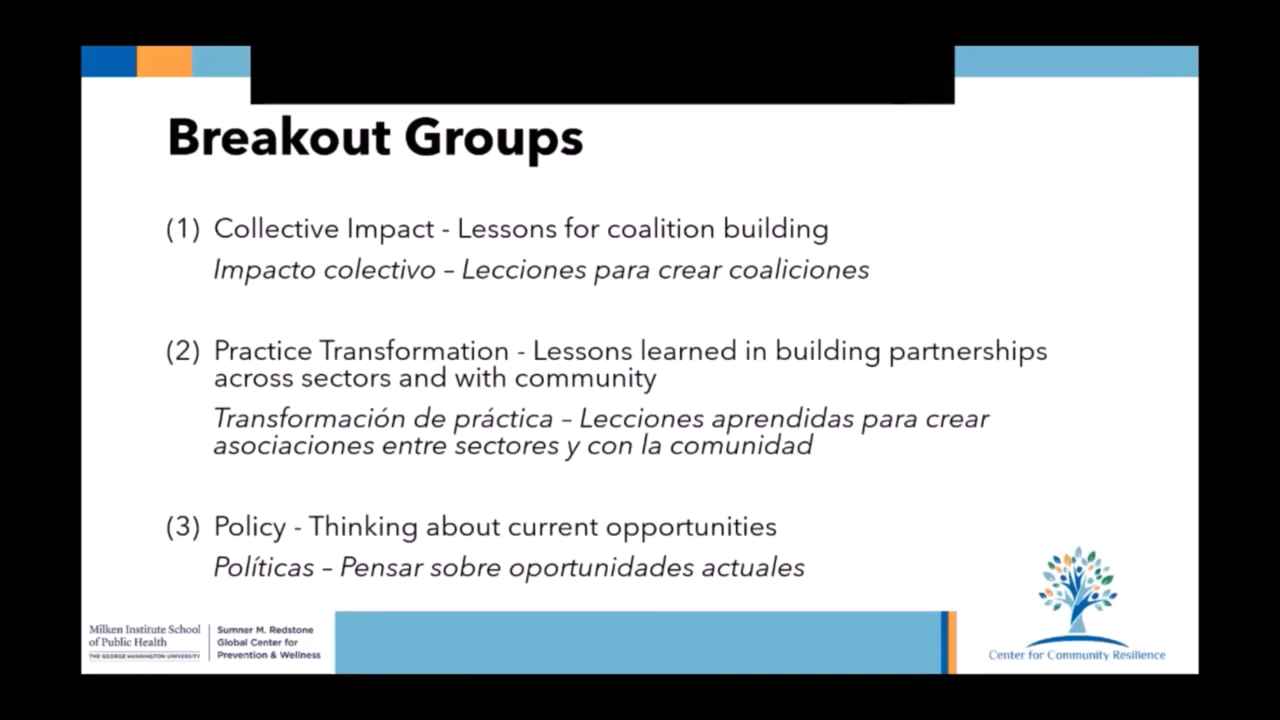 Breakout Groups
(1) Collective Impact - Lessons for coalition building
Impacto colectivo – Lecciones para crear coaliciones
(2) Practice Transformation - Lessons learned in building partnerships
across sectors and with community
Transformación de práctica – Lecciones aprendidas para crear
asociaciones entre sectores y con la comunidad
(3) Policy - Thinking about current opportunities
Políticas – Pensar sobre oportunidades actuales
Milken Institute School
of Public Health
THE GEORGE WASHINGTON UNIVERSITY
Sumner M. Redstone
Global Center for
Prevention & Wellness
Center for Community Resilience